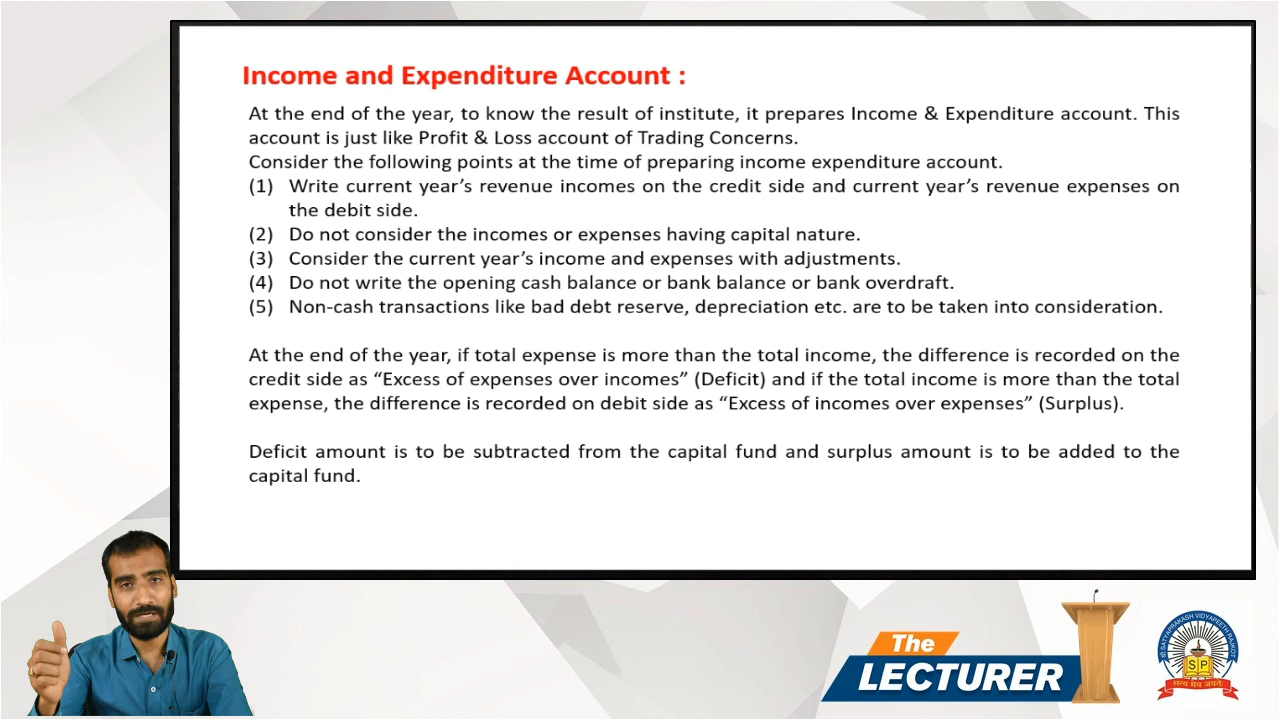 Income and Expenditure Account :
At the end of the year, to know the result of institute, it prepares Income & Expenditure account. This
account is just like Profit & Loss account of Trading Concerns.
Consider the following points at the time of preparing income expenditure account.
(1) Write current year's revenue incomes on the credit side and current year's revenue expenses on
the debit side.
(2) Do not consider the incomes or expenses having capital nature.
(3) Consider the current year's income and expenses with adjustments.
(4) Do not write the opening cash balance or bank balance or bank overdraft.
(5) Non-cash transactions like bad debt reserve, depreciation etc. are to be taken into consideration.
At the end of the year, if total expense is more than the total income, the difference is recorded on the
credit side as “Excess of expenses over incomes” (Deficit) and if the total income is more than the total
expense, the difference is recorded on debit side as “Excess of incomes over expenses” (Surplus).
Deficit amount is to be subtracted from the capital fund and surplus amount is to be added to the
capital fund.
The
LECTURER
SATYAPRAKASH VIDYAPEETH RAJKOT
S P
सत्य मेव जयते